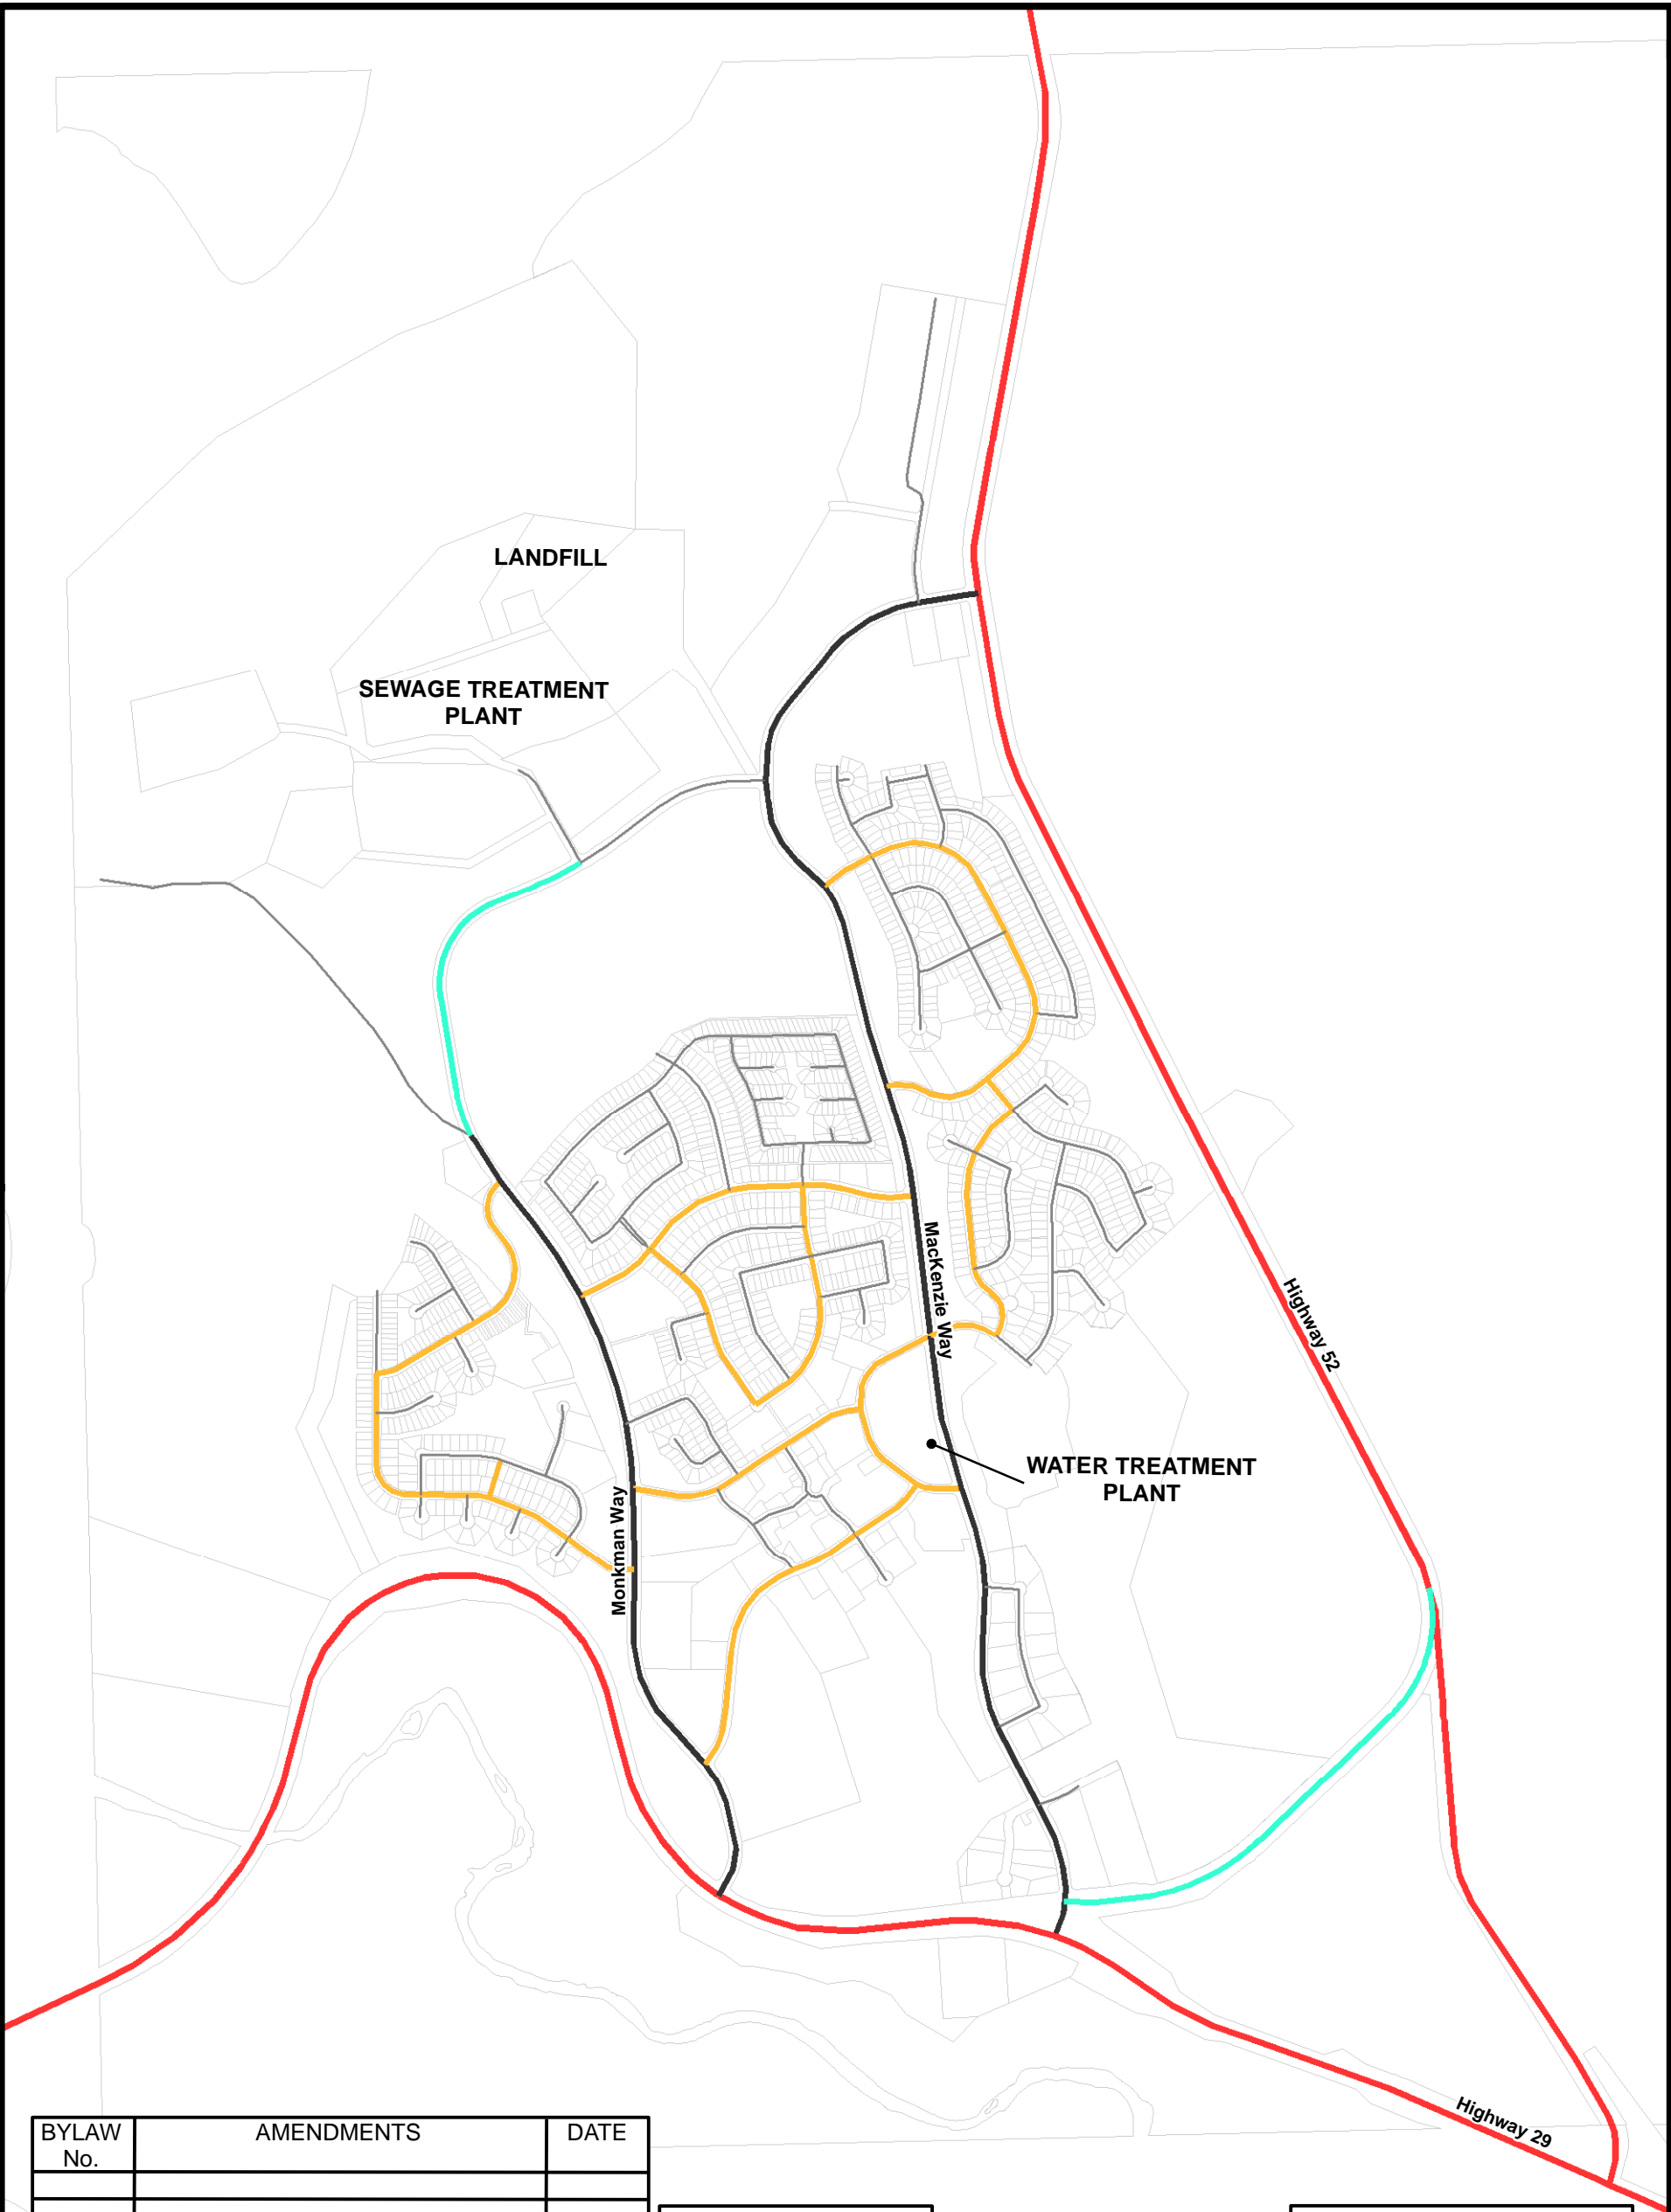 LANDFILL
SEWAGE TREATMENT
PLANT
MacKenzie Way
Highway 52
WATER TREATMENT
PLANT
Monkman Way
Highway 29
BYLAW
No.
AMENDMENTS
DATE